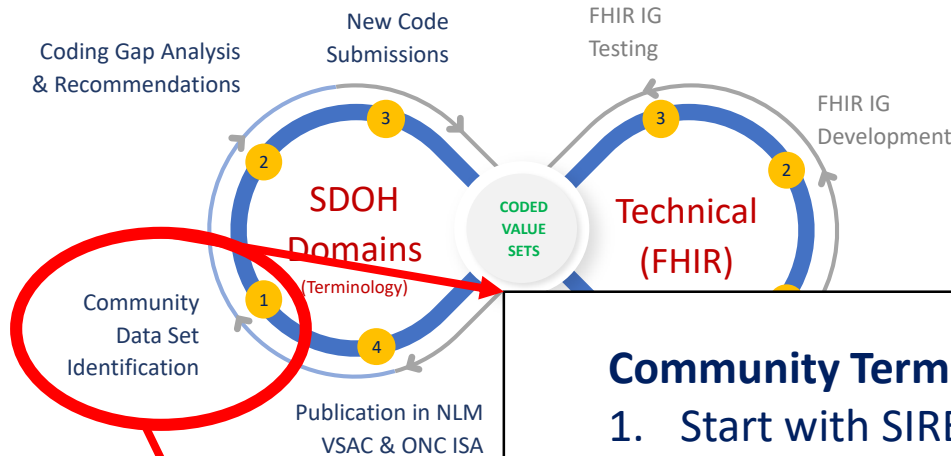 Coding Gap Analysis
& Recommendations
New Code
Submissions
FHIR IG
Testing
FHIR IG
Development
3
2
SDOH
Domains
(Terminology)
1
4
CODED
VALUE
SETS
3
2
Technical
(FHIR)
Community
Data Set
Identification
Publication in NLM
VSAC & ONC ISA
Community Term
1. Start with SIRE